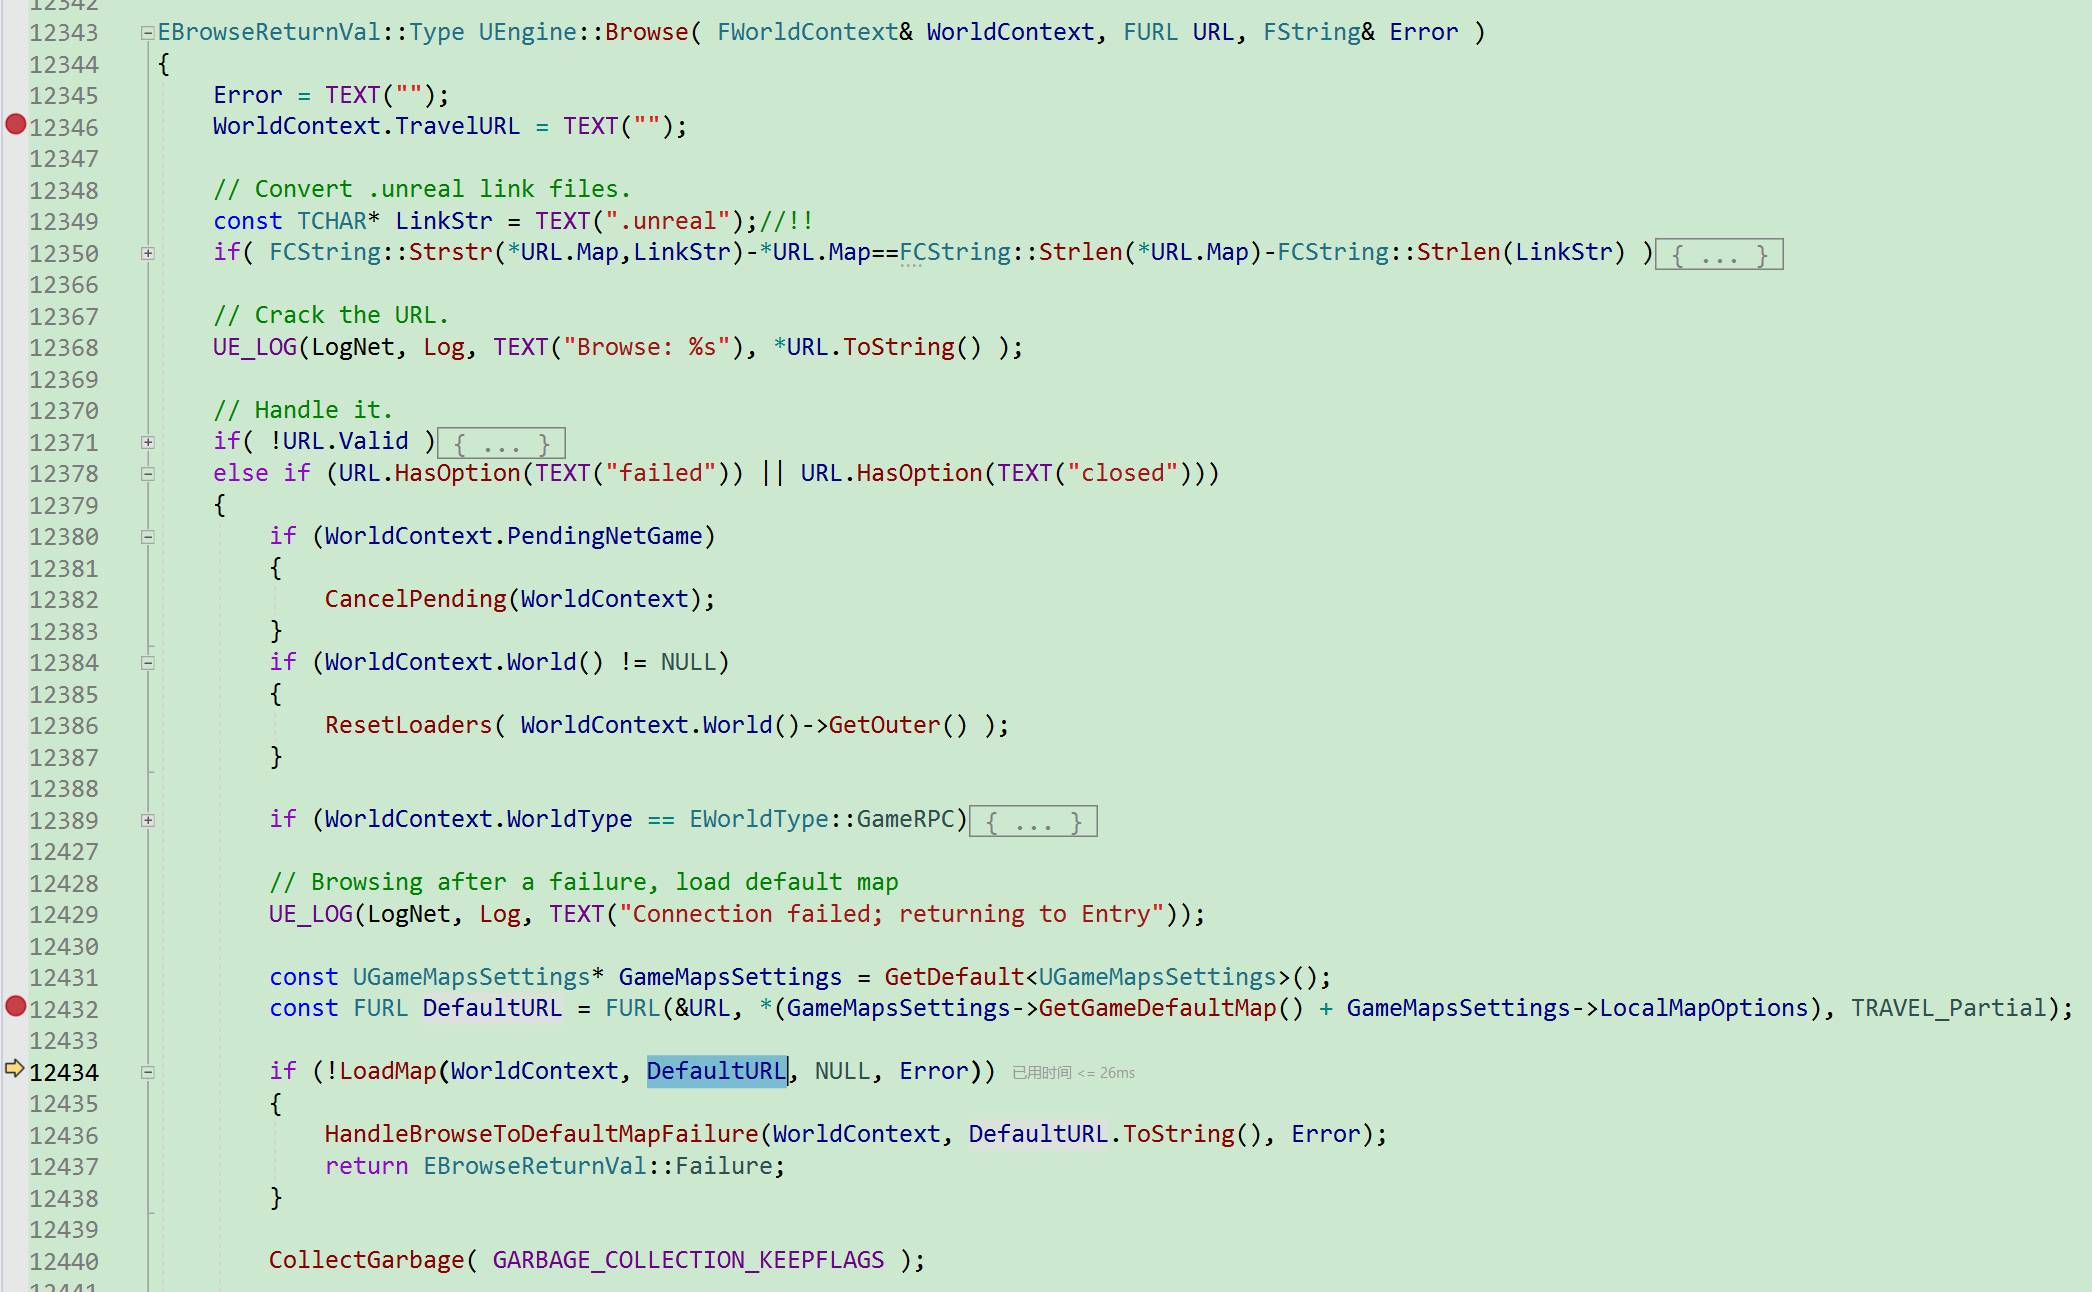 12342
12343 EBrowseReturnVal::Type UEngine::Browse( FWorldContext& WorldContext, FURL URL, FString& Error )
12344 {
12345 Error = TEXT("");
12346 WorldContext.TravelURL = TEXT("");
12347
12348 // Convert .unreal link files.
12349 const TCHAR* LinkStr = TEXT(".unreal");//!!
12350 if( FCString::Strstr(*URL.Map,LinkStr)-*URL.Map==FCString::Strlen(*URL.Map)-FCString::Strlen(LinkStr) ){ ... }
12366
12367 // Crack the URL.
12368 UE_LOG(LogNet, Log, TEXT("Browse: %s"), *URL.ToString() );
12369
12370 // Handle it.
12371 if( !URL.Valid ){ ... }
12378 else if (URL.HasOption(TEXT("failed")) || URL.HasOption(TEXT("closed")))
12379 {
12380 if (WorldContext.PendingNetGame)
12381 {
12382 CancelPending(WorldContext);
12383 }
12384 if (WorldContext.World() != NULL)
12385 {
12386 ResetLoaders( WorldContext.World()->GetOuter() );
12387 }
12388
12389 if (WorldContext.WorldType == EWorldType::GameRPC){ ... }
12427
12428 // Browsing after a failure, load default map
12429 UE_LOG(LogNet, Log, TEXT("Connection failed; returning to Entry"));
12430
12431 const UGameMapsSettings* GameMapsSettings = GetDefault<UGameMapsSettings>();
12432 const FURL DefaultURL = FURL(&URL, *(GameMapsSettings->GetGameDefaultMap() + GameMapsSettings->LocalMapOptions), TRAVEL_Partial);
12433
12434 if (!LoadMap(WorldContext, DefaultURL, NULL, Error)) 已用时间 <= 26ms
12435 {
12436 HandleBrowseToDefaultMapFailure(WorldContext, DefaultURL.ToString(), Error);
12437 return EBrowseReturnVal::Failure;
12438 }
12439
12440 CollectGarbage( GARBAGE_COLLECTION_KEEPFLAGS );
12441